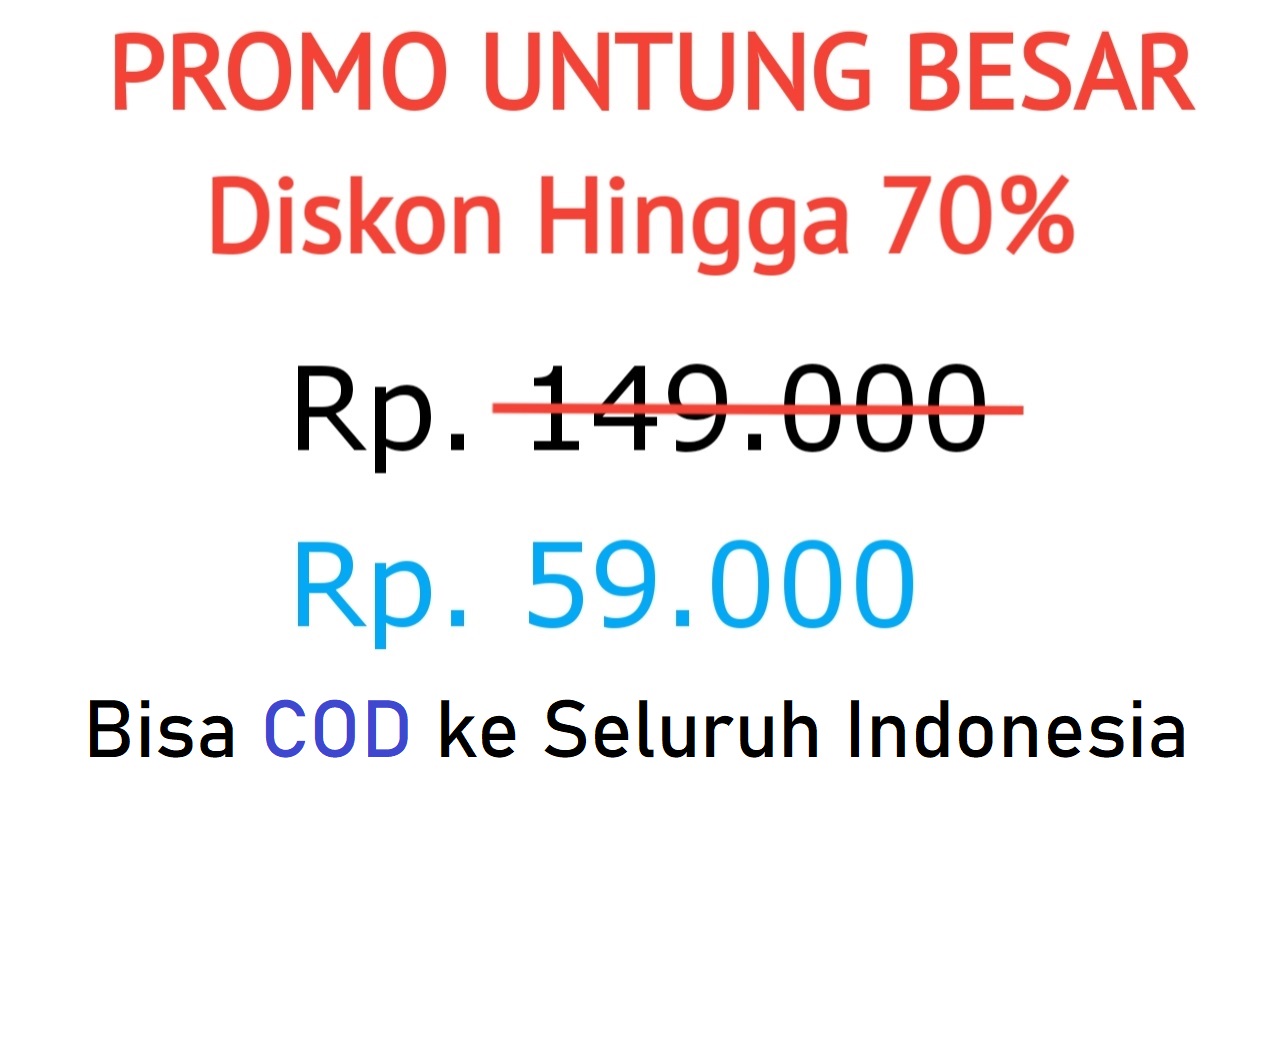 PROMO UNTUNG BESAR
Diskon Hingga 70%
Rp. 149.000
Rp. 59.000
Bisa COD ke Seluruh Indonesia